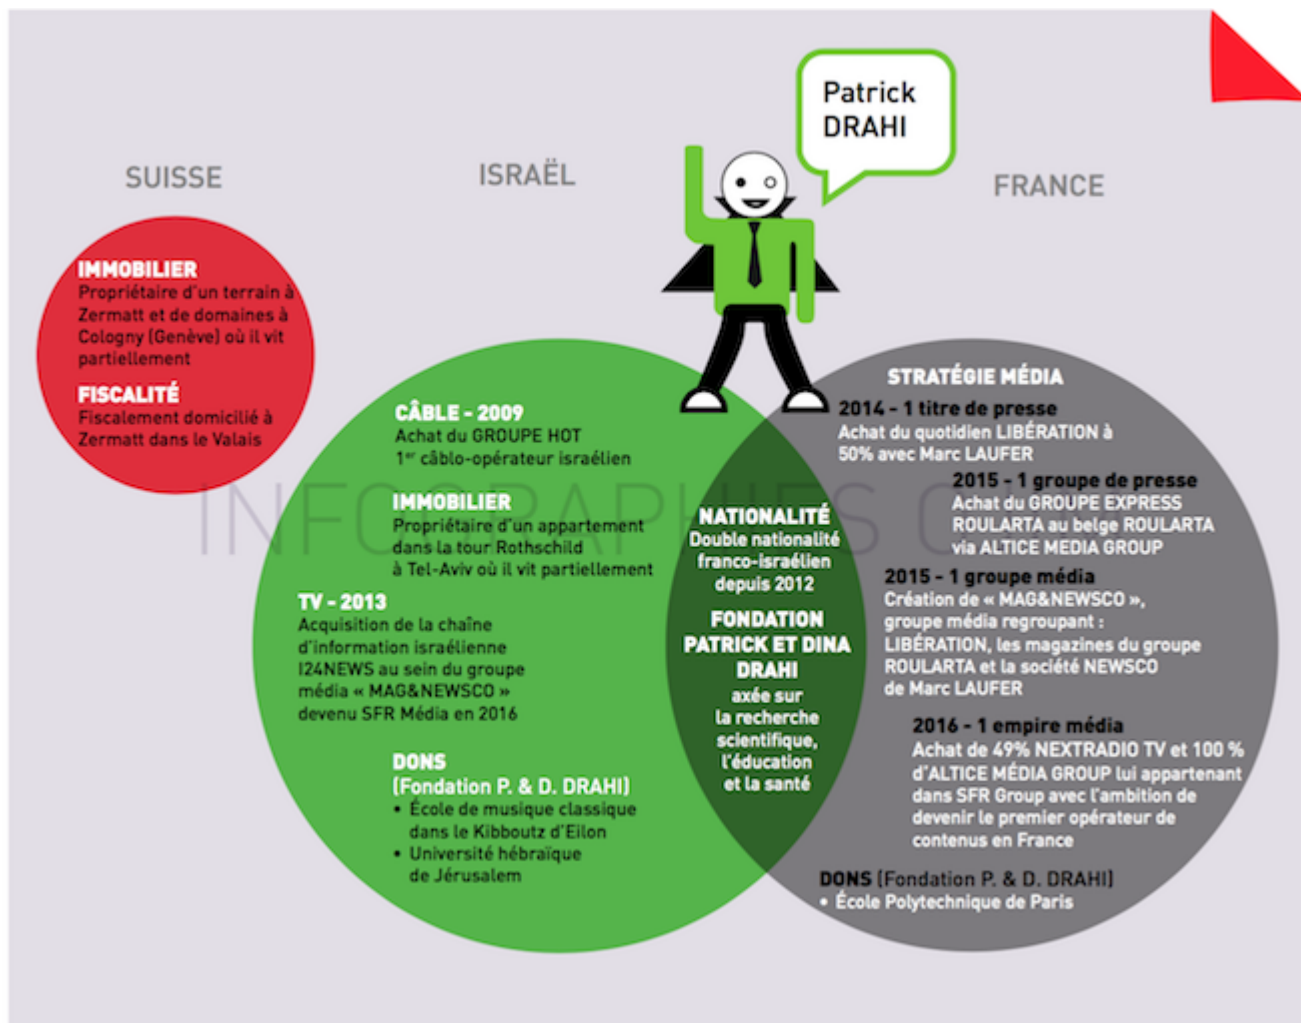 Patrick
DRAHI
SUISSE
ISRAËL
FRANCE
IMMOBILIER
Propriétaire d'un terrain à
Zermatt et de domaines à
Cologny (Genève) où il vit
partiellement
FISCALITÉ
Fiscalement domicilié à
Zermatt dans le Valais
CÂBLE - 2009
Achat du GROUPE HOT
1er câblo-opérateur israélien
IMMOBILIER
Propriétaire d'un appartement
dans la tour Rothschild
à Tel-Aviv où il vit partiellement
TV - 2013
Acquisition de la chaîne
d'information israélienne
I24NEWS au sein du groupe
média « MAG&NEWSCO »
devenu SFR Média en 2016
DONS
(Fondation P. & D. DRAHI)
• École de musique classique
dans le Kibboutz d'Eilon
• Université hébraïque
de Jérusalem
NATIONALITÉ
Double nationalité
franco-israélien
depuis 2012
FONDATION
PATRICK ET DINA
DRAHI
axée sur
la recherche
scientifique,
l'éducation
et la santé
STRATÉGIE MÉDIA
2014 - 1 titre de presse
Achat du quotidien LIBÉRATION à
50% avec Marc LAUFER
2015 - 1 groupe de presse
Achat du GROUPE EXPRESS
ROULARTA au belge ROULARTA
via ALTICE MEDIA GROUP
2015 - 1 groupe média
Création de « MAG&NEWSCO »,
groupe média regroupant :
LIBÉRATION, les magazines du groupe
ROULARTA et la société NEWSCO
de Marc LAUFER
2016 - 1 empire média
Achat de 49% NEXTRADIO TV et 100 %
d'ALTICE MÉDIA GROUP lui appartenant
dans SFR Group avec l'ambition de
devenir le premier opérateur de
contenus en France
DONS (Fondation P. & D. DRAHI)
• École Polytechnique de Paris
INFOGRAPHIES